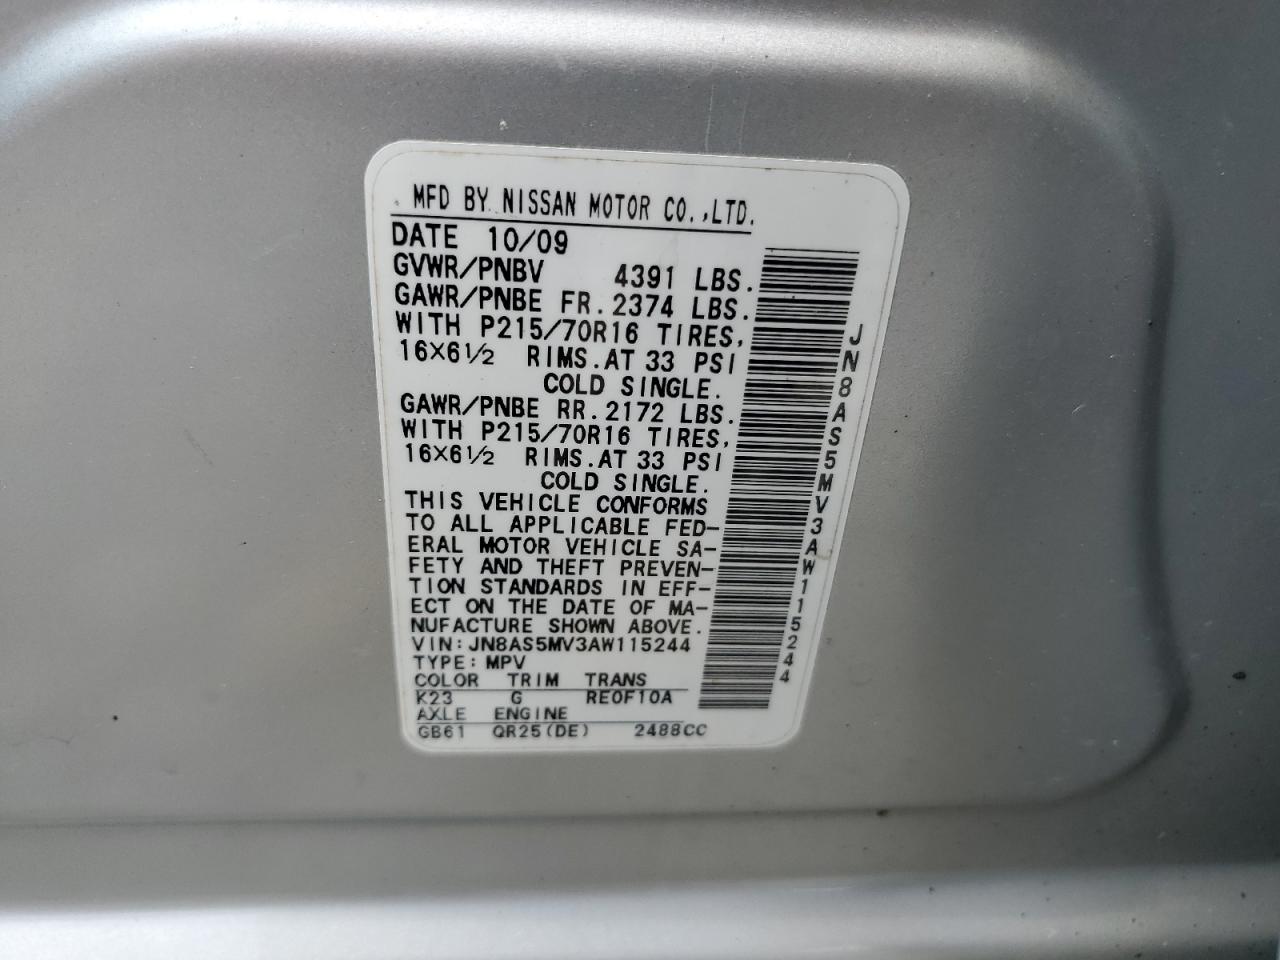 MFD BY NISSAN MOTOR CO.,LTD.
DATE 10/09
GVWR/PNBV 4391 LBS.
GAWR/PNBE FR.2374 LBS.
WITH P215/70R16 TIRES,
16X6½ RIMS.AT 33 PSI
COLD SINGLE.
GAWR/PNBE RR.2172 LBS.
WITH P215/70R16 TIRES,
16X6½ RIMS.AT 33 PSI
COLD SINGLE.
THIS VEHICLE CONFORMS
TO ALL APPLICABLE FED-
ERAL MOTOR VEHICLE SA-
FETY AND THEFT PREVEN-
TION STANDARDS IN EFF-
ECT ON THE DATE OF MA-
NUFACTURE SHOWN ABOVE.
VIN:JN8AS5MV3AW115244
TYPE:MPV
COLOR TRIM TRANS
K23 G RE0F10A
AXLE ENGINE
GB61 QR25(DE) 2488CC
JN8AS5MV3AW115244